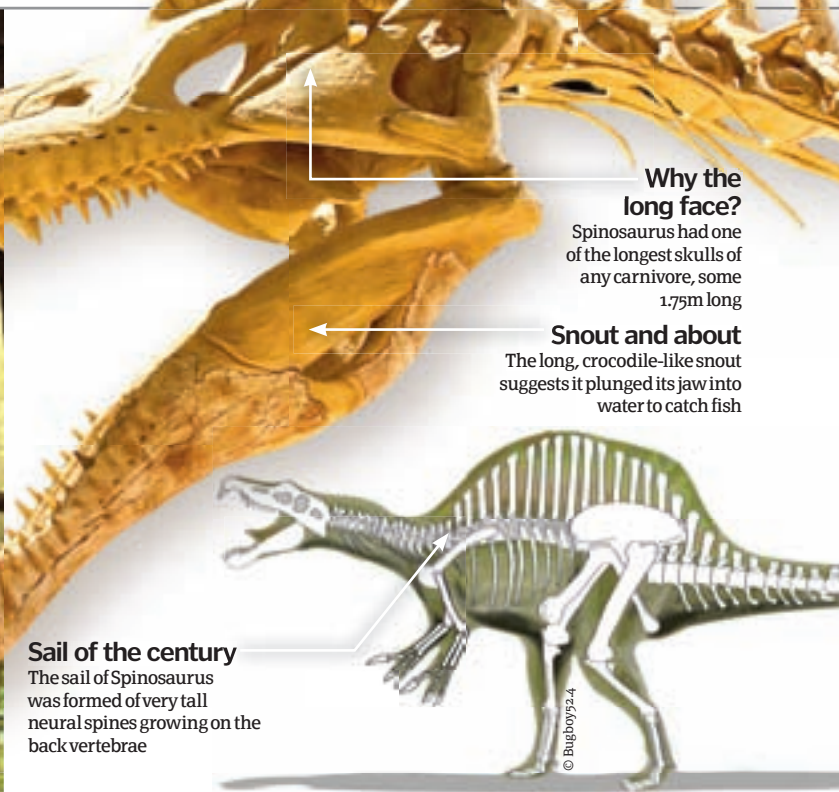 Why the
long face?
Spinosaurus had one
of the longest skulls of
any carnivore, some
1.75m long
Snout and about
The long, crocodile-like snout
suggests it plunged its jaw into
water to catch fish
Sail of the century
The sail of Spinosaurus
was formed of very tall
neural spines growing on the
back vertebrae
© Bugboy52.4